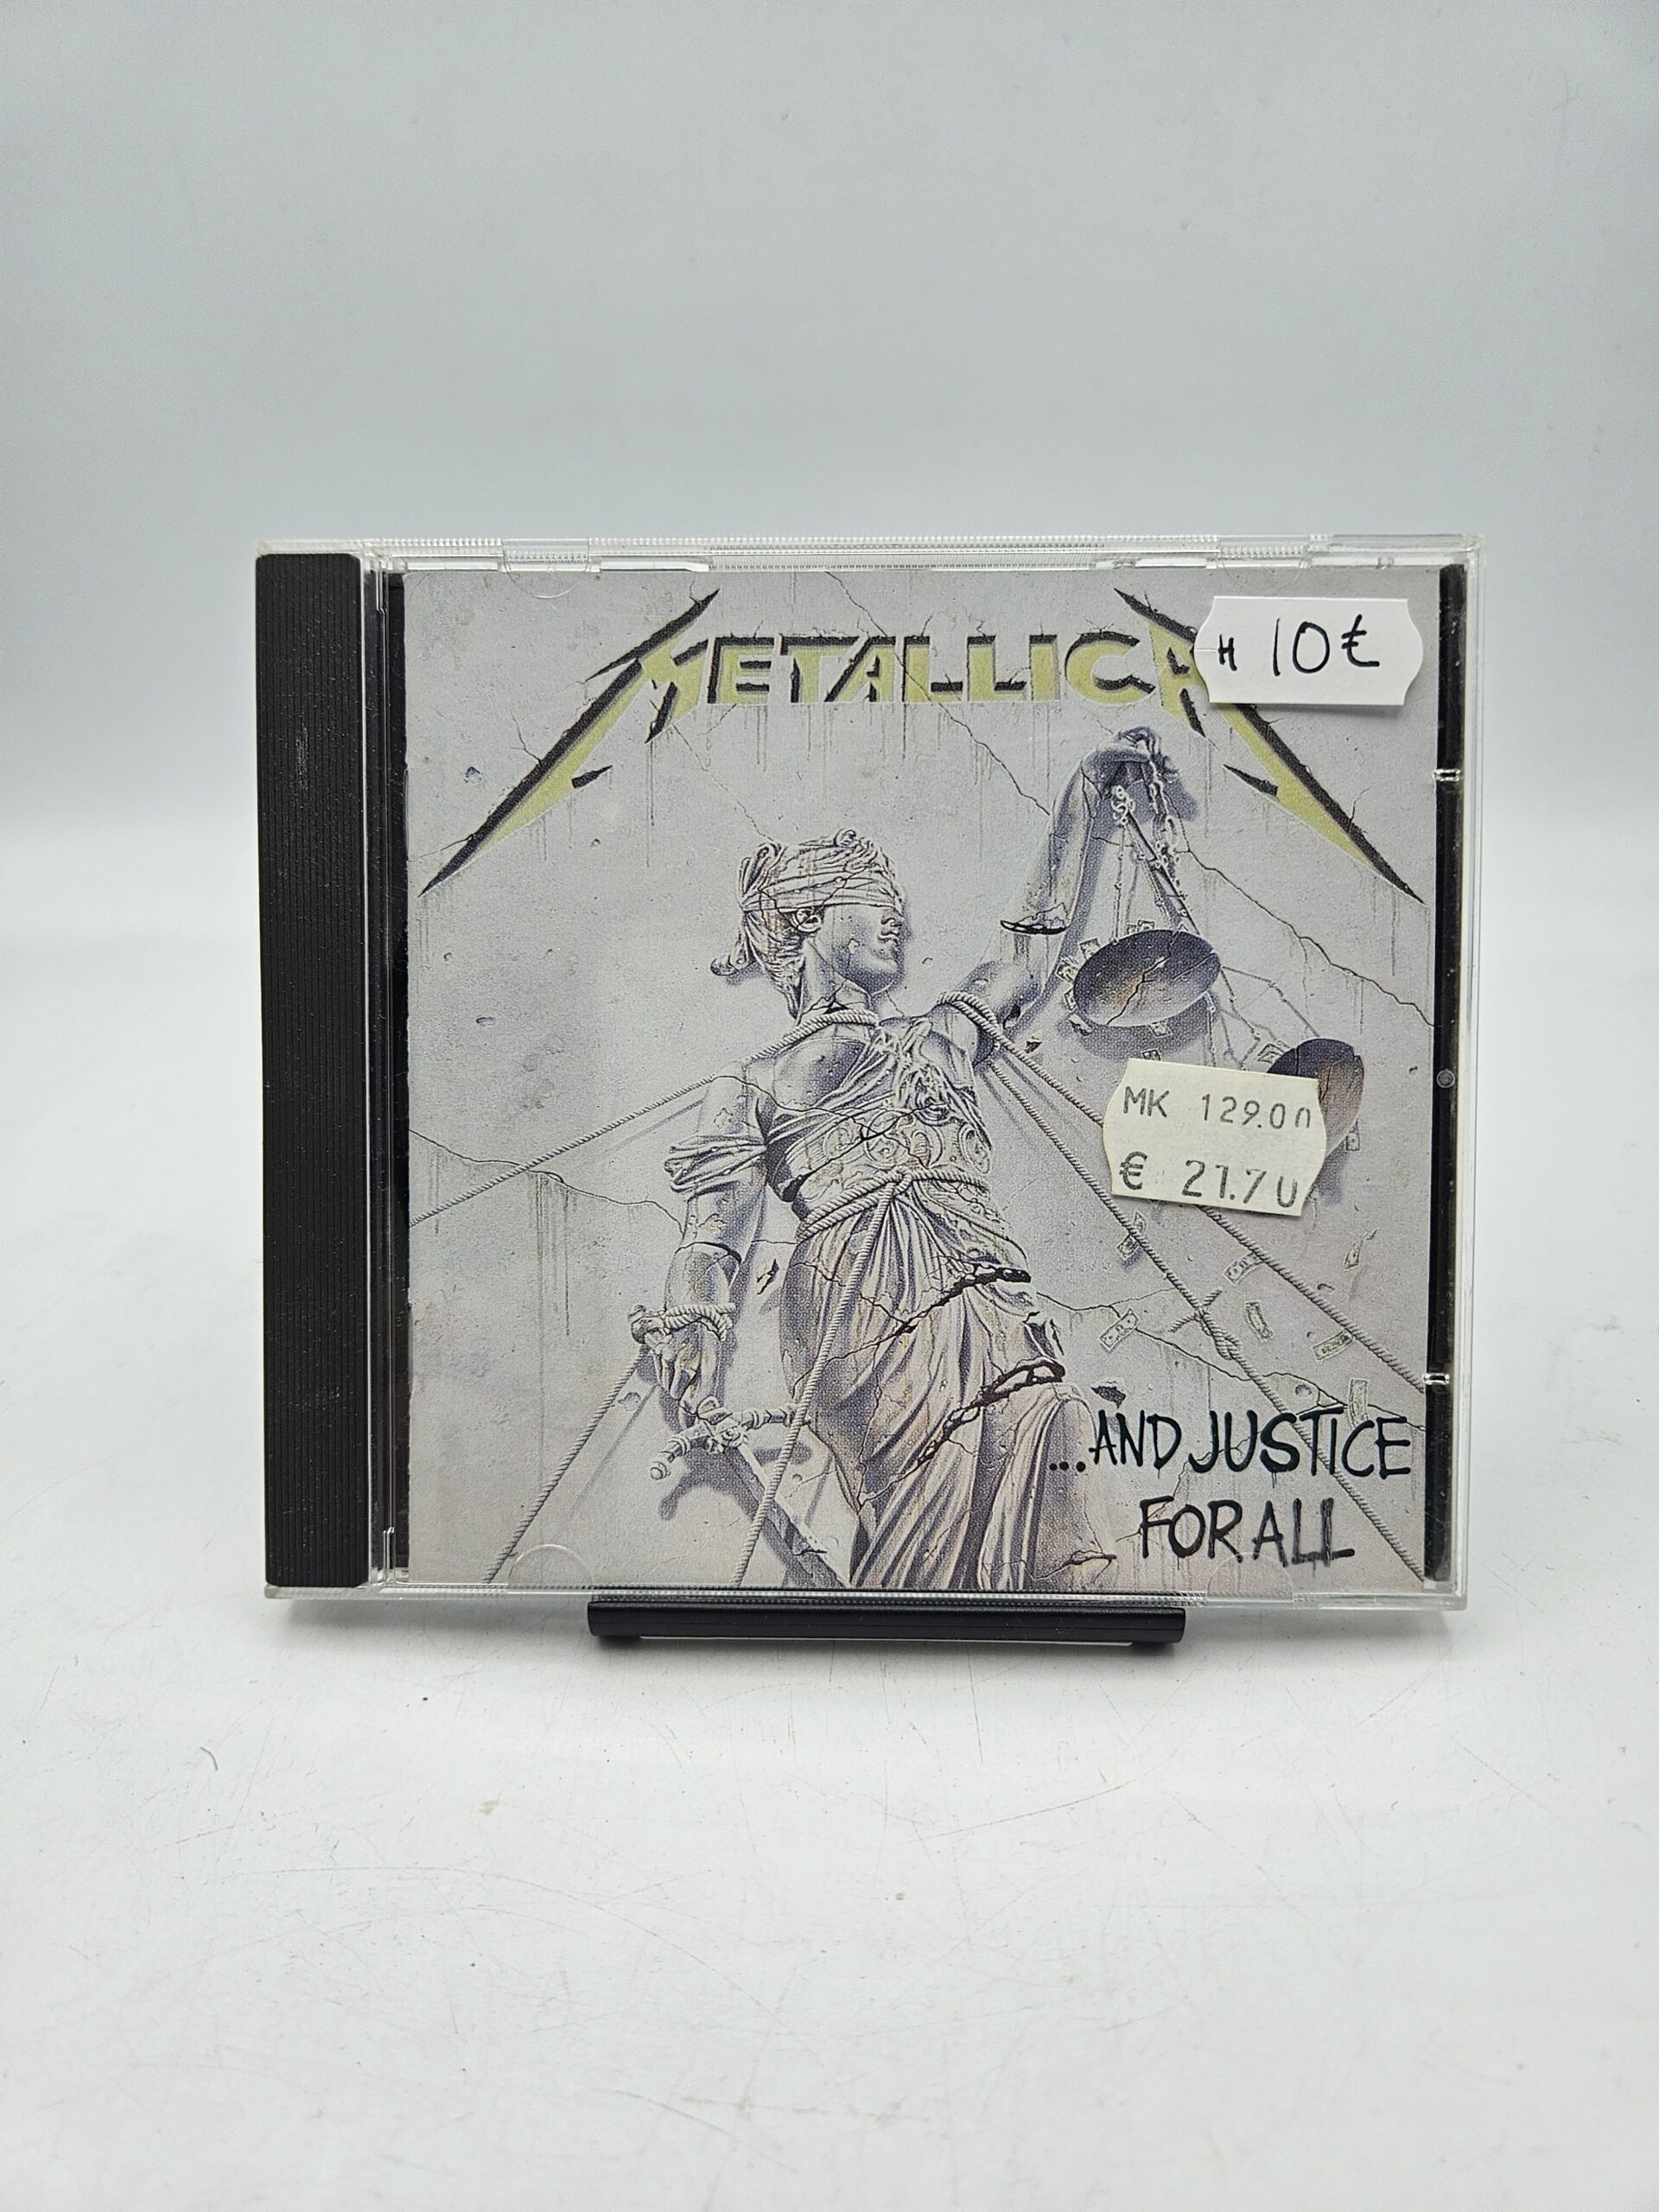 METALLICA
H 10€
MK 129.00
€ 21.70
...AND JUSTICE
FOR ALL